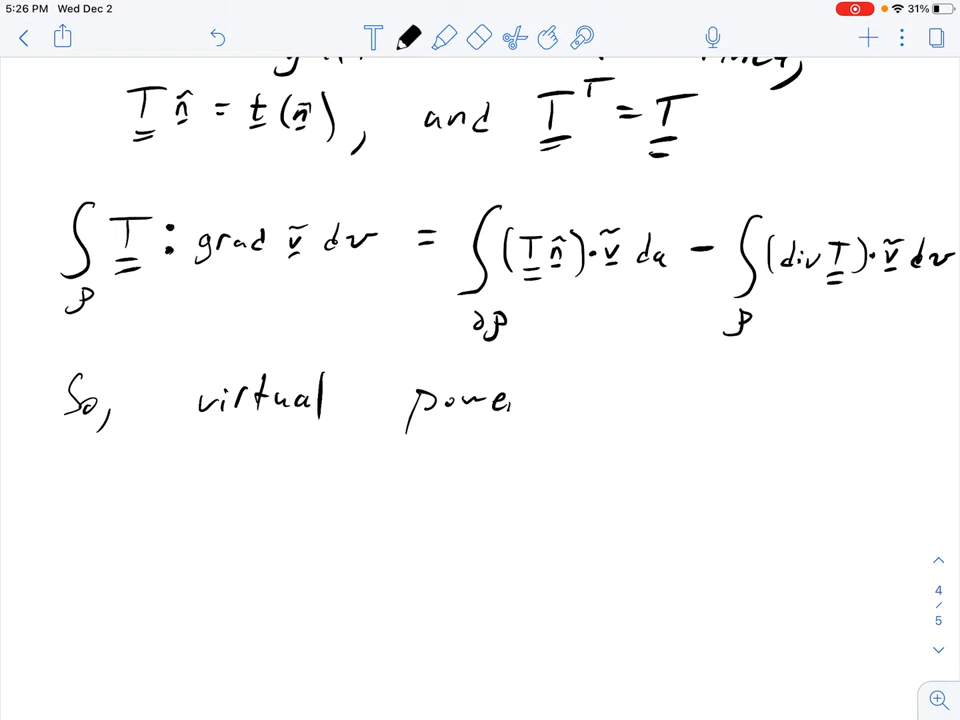 5:26 PM Wed Dec 2 31%
T n̂ = t(n̂), and Tᵀ = T
∫_𝒫 T : grad ṽ dv = ∫_∂𝒫 (T n̂) · ṽ da − ∫_𝒫 (div T) · ṽ dv
So, virtual powe
4
/
5